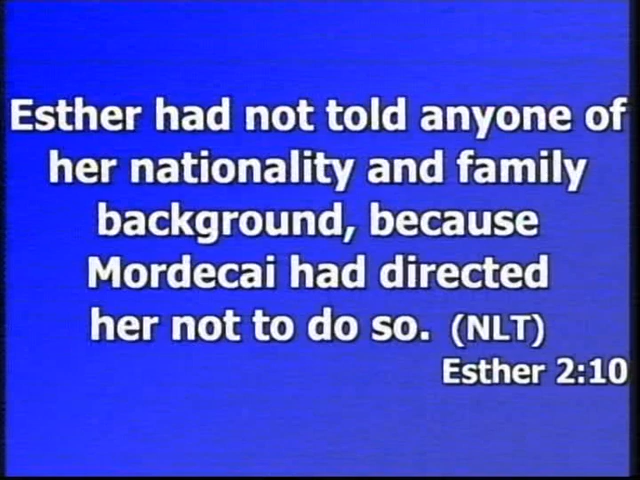 Esther had not told anyone of
her nationality and family
background, because
Mordecai had directed
her not to do so. (NLT)
Esther 2:10